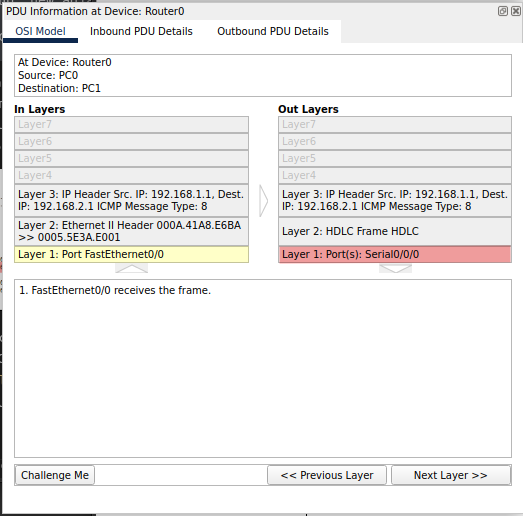 PDU Information at Device: Router0
OSI Model
Inbound PDU Details
Outbound PDU Details
At Device: Router0
Source: PC0
Destination: PC1
In Layers
Layer7
Layer6
Layer5
Layer4
Layer 3: IP Header Src. IP: 192.168.1.1, Dest.
IP: 192.168.2.1 ICMP Message Type: 8
Layer 2: Ethernet II Header 000A.41A8.E6BA
>> 0005.5E3A.E001
Layer 1: Port FastEthernet0/0
Out Layers
Layer7
Layer6
Layer5
Layer4
Layer 3: IP Header Src. IP: 192.168.1.1, Dest.
IP: 192.168.2.1 ICMP Message Type: 8
Layer 2: HDLC Frame HDLC
Layer 1: Port(s): Serial0/0/0
1. FastEthernet0/0 receives the frame.
Challenge Me
<< Previous Layer
Next Layer >>